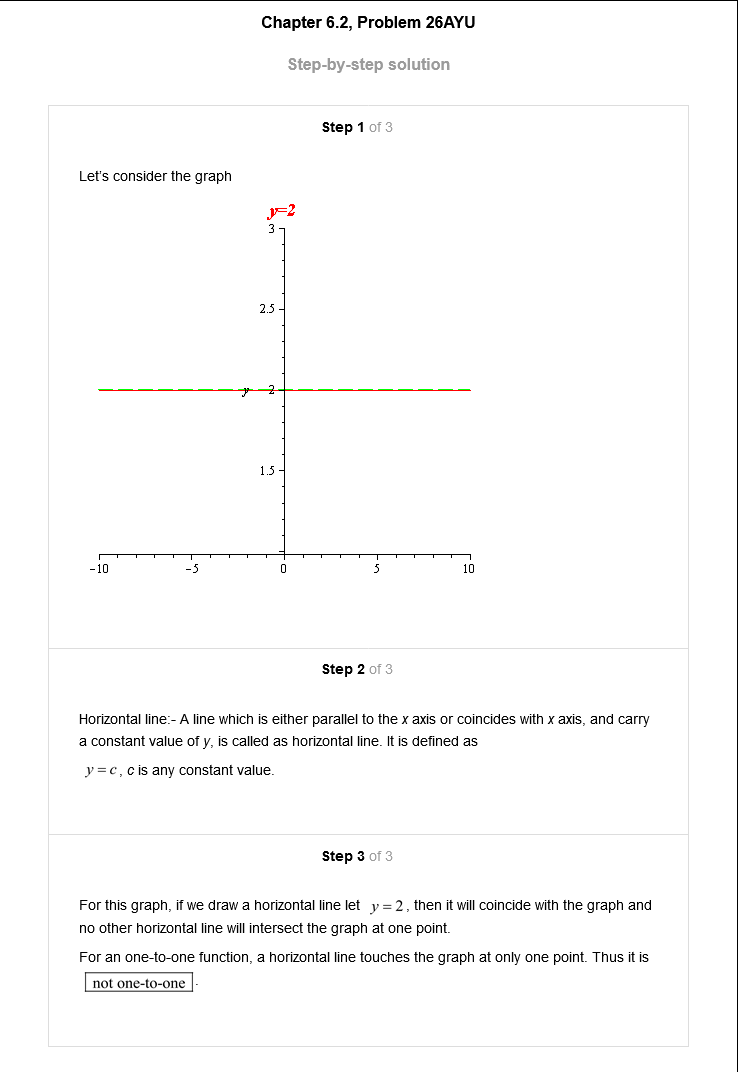 Chapter 6.2, Problem 26AYU
Step-by-step solution
Step 1 of 3
Let's consider the graph
y=2
3
2.5
y 2
1.5
-10 -5 0 5 10
Step 2 of 3
Horizontal line:- A line which is either parallel to the x axis or coincides with x axis, and carry
a constant value of y, is called as horizontal line. It is defined as
y = c, c is any constant value.
Step 3 of 3
For this graph, if we draw a horizontal line let y = 2, then it will coincide with the graph and
no other horizontal line will intersect the graph at one point.
For an one-to-one function, a horizontal line touches the graph at only one point. Thus it is
not one-to-one.